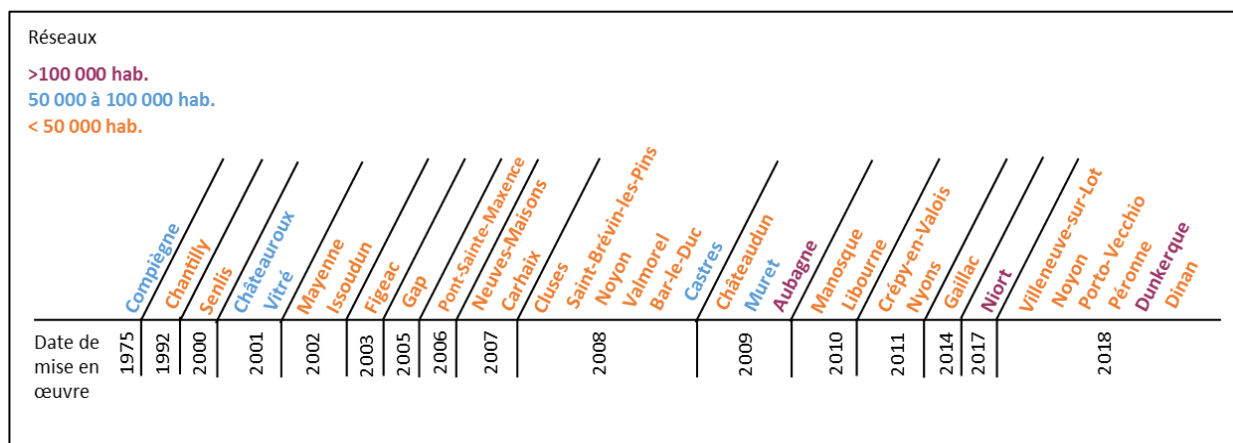 Réseaux
>100 000 hab.
50 000 à 100 000 hab.
< 50 000 hab.
Compiègne
Chantilly
Senlis
Châteauroux
Vitré
Mayenne
Issoudun
Figeac
Gap
Pont-Sainte-Maxence
Neuves-Maisons
Carhaix
Cluses
Saint-Brévin-les-Pins
Noyon
Valmorel
Bar-le-Duc
Castres
Châteaudun
Muret
Aubagne
Manosque
Libourne
Crépy-en-Valois
Nyons
Gaillac
Niort
Villeneuve-sur-Lot
Noyon
Porto-Vecchio
Péronne
Dunkerque
Dinan
Date de
mise en
œuvre
1975
1992
2000
2001
2002
2003
2005
2006
2007
2008
2009
2010
2011
2014
2017
2018